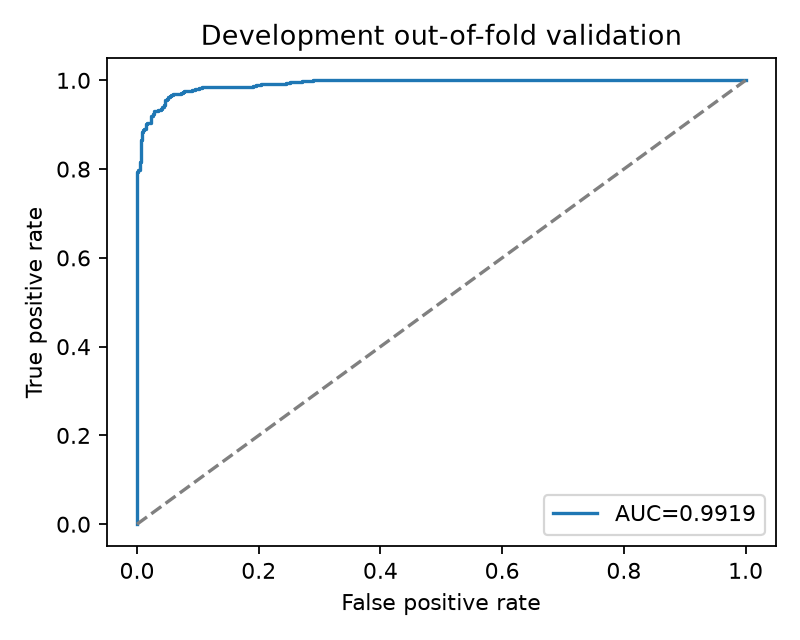 Development out-of-fold validation
1.0
0.8
0.6
0.4
0.2
0.0
True positive rate
0.0 0.2 0.4 0.6 0.8 1.0
False positive rate
AUC=0.9919